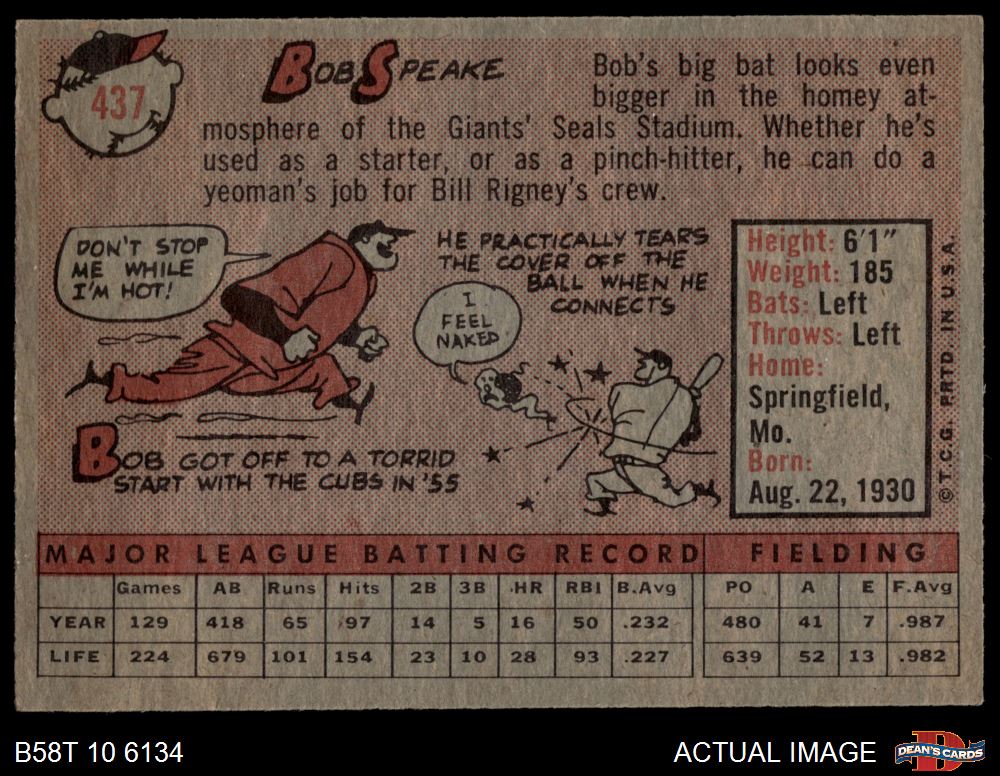 437
BOB SPEAKE
Bob's big bat looks even
bigger in the homey at-
mosphere of the Giants' Seals Stadium. Whether he's
used as a starter, or as a pinch-hitter, he can do a
yeoman's job for Bill Rigney's crew.
DON'T STOP
ME WHILE
I'M HOT!
BOB GOT OFF TO A TORRID
START WITH THE CUBS IN '55
HE PRACTICALLY TEARS
THE COVER OFF THE
BALL WHEN HE
CONNECTS
I
FEEL
NAKED
Height: 6'1"
Weight: 185
Bats: Left
Throws: Left
Home:
Springfield,
Mo.
Born:
Aug. 22, 1930
© T.C.G. PRTD. IN U.S.A.
MAJOR LEAGUE BATTING RECORD FIELDING
Games AB Runs Hits 2B 3B HR RBI B.Avg PO A E F.Avg
YEAR 129 418 65 97 14 5 16 50 .232 480 41 7 .987
LIFE 224 679 101 154 23 10 28 93 .227 639 52 13 .982
B58T 10 6134
ACTUAL IMAGE
DEAN'S CARDS